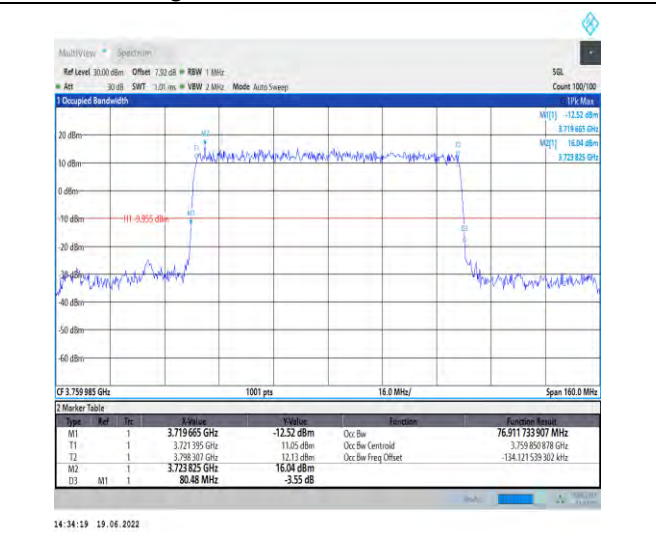 MultiView Spectrum
Ref Level 30.00 dBm Offset 7.92 dB RBW 1 MHz SGL
Att 30 dB SWT 1.01 ms VBW 2 MHz Mode Auto Sweep Count 100/100
1 Occupied Bandwidth 1Pk Max
M1[1] -12.52 dBm
3.719 665 GHz
20 dBm M2 M2[1] 16.04 dBm
3.723 825 GHz
10 dBm
0 dBm
-10 dBm H1 -9.955 dBm M1
D3
-20 dBm
-30 dBm
-40 dBm
-50 dBm
-60 dBm
CF 3.759 985 GHz 1001 pts 16.0 MHz/ Span 160.0 MHz
2 Marker Table
Type Ref Trc X-Value Y-Value Function Function Result
M1 1 3.719 665 GHz -12.52 dBm Occ Bw 76.911 733 907 MHz
T1 1 3.721 395 GHz 11.05 dBm Occ Bw Centroid 3.759 850 878 GHz
T2 1 3.798 307 GHz 12.13 dBm Occ Bw Freq Offset -134.121 539 302 kHz
M2 1 3.723 825 GHz 16.04 dBm
D3 M1 1 80.48 MHz -3.55 dB
14:34:19 19.06.2022